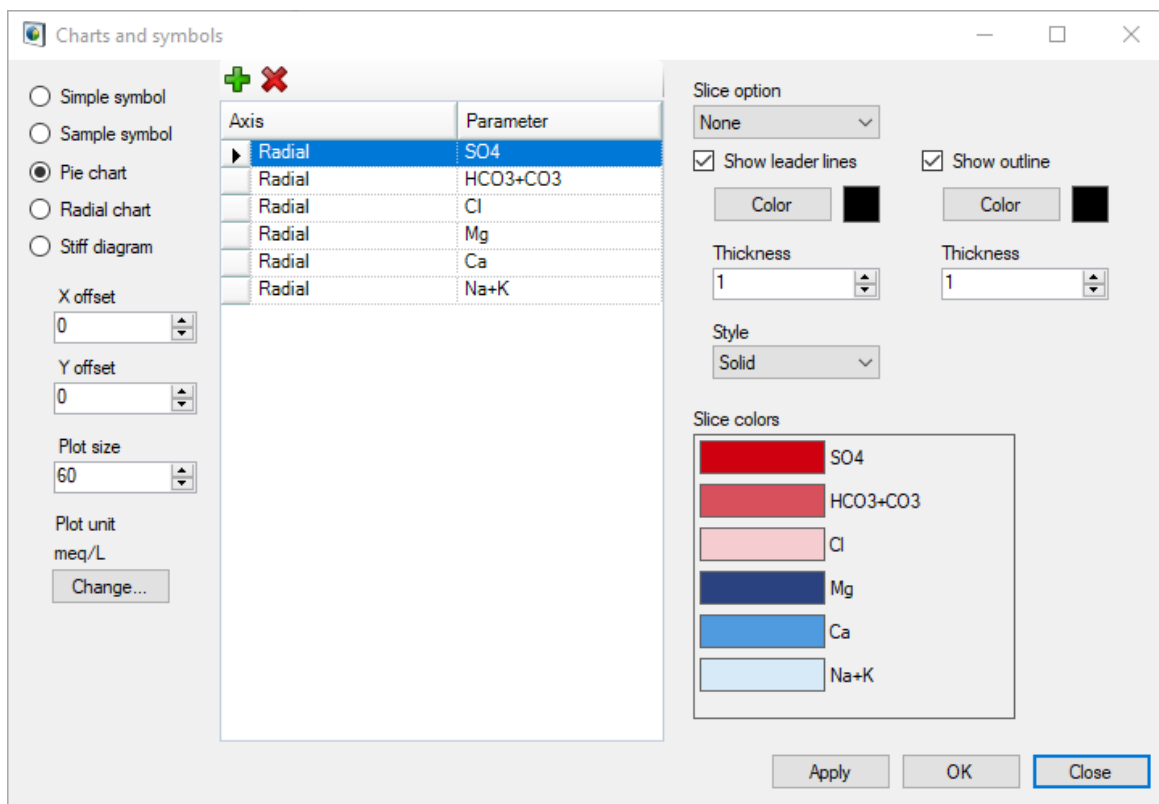 Charts and symbols
Simple symbol
Sample symbol
Pie chart
Radial chart
Stiff diagram
X offset
0
Y offset
0
Plot size
60
Plot unit
meq/L
Change...
Axis Parameter
Radial SO4
Radial HCO3+CO3
Radial Cl
Radial Mg
Radial Ca
Radial Na+K
Slice option
None
Show leader lines Show outline
Color Color
Thickness Thickness
1 1
Style
Solid
Slice colors
SO4
HCO3+CO3
Cl
Mg
Ca
Na+K
Apply OK Close